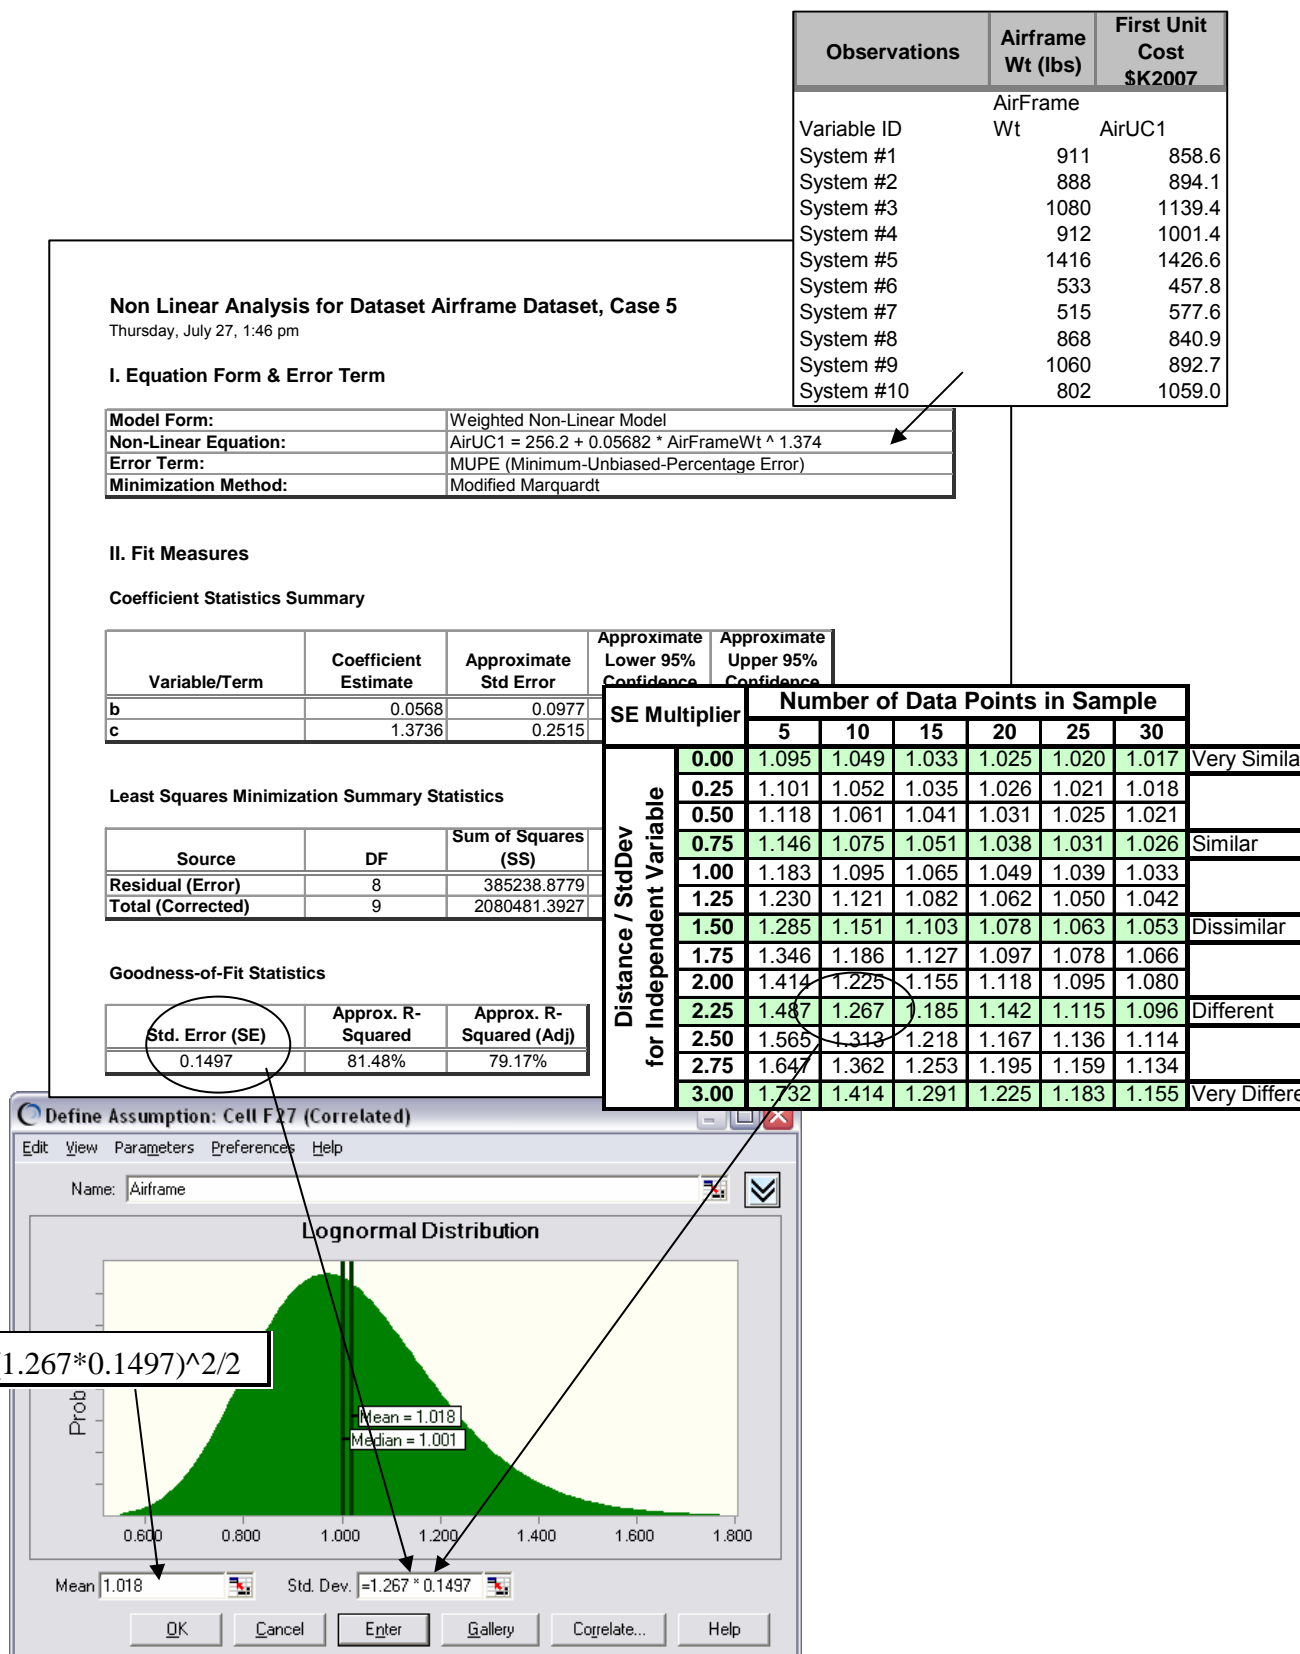 Observations Airframe Wt (lbs) First Unit Cost $K2007
AirFrame
Variable ID Wt AirUC1
System #1 911 858.6
System #2 888 894.1
System #3 1080 1139.4
System #4 912 1001.4
System #5 1416 1426.6
System #6 533 457.8
System #7 515 577.6
System #8 868 840.9
System #9 1060 892.7
System #10 802 1059.0
Non Linear Analysis for Dataset Airframe Dataset, Case 5
Thursday, July 27, 1:46 pm
I. Equation Form & Error Term
Model Form: Weighted Non-Linear Model
Non-Linear Equation: AirUC1 = 256.2 + 0.05682 * AirFrameWt ^ 1.374
Error Term: MUPE (Minimum-Unbiased-Percentage Error)
Minimization Method: Modified Marquardt
II. Fit Measures
Coefficient Statistics Summary
Variable/Term Coefficient Estimate Approximate Std Error Approximate Lower 95% Confidence Approximate Upper 95% Confidence
b 0.0568 0.0977
c 1.3736 0.2515
Least Squares Minimization Summary Statistics
Source DF Sum of Squares (SS)
Residual (Error) 8 385238.8779
Total (Corrected) 9 2080481.3927
Goodness-of-Fit Statistics
Std. Error (SE) Approx. R-Squared Approx. R-Squared (Adj)
0.1497 81.48% 79.17%
SE Multiplier Number of Data Points in Sample
5 10 15 20 25 30
Distance / StdDev for Independent Variable
0.00 1.095 1.049 1.033 1.025 1.020 1.017 Very Simila
0.25 1.101 1.052 1.035 1.026 1.021 1.018
0.50 1.118 1.061 1.041 1.031 1.025 1.021
0.75 1.146 1.075 1.051 1.038 1.031 1.026 Similar
1.00 1.183 1.095 1.065 1.049 1.039 1.033
1.25 1.230 1.121 1.082 1.062 1.050 1.042
1.50 1.285 1.151 1.103 1.078 1.063 1.053 Dissimilar
1.75 1.346 1.186 1.127 1.097 1.078 1.066
2.00 1.414 1.225 1.155 1.118 1.095 1.080
2.25 1.487 1.267 1.185 1.142 1.115 1.096 Different
2.50 1.565 1.313 1.218 1.167 1.136 1.114
2.75 1.647 1.362 1.253 1.195 1.159 1.134
3.00 1.732 1.414 1.291 1.225 1.183 1.155 Very Differe
Define Assumption: Cell F27 (Correlated)
Edit View Parameters Preferences Help
Name: Airframe
Lognormal Distribution
1.267*0.1497)^2/2
Prob
Mean = 1.018
Median = 1.001
0.600 0.800 1.000 1.200 1.400 1.600 1.800
Mean 1.018 Std. Dev. =1.267 * 0.1497
OK Cancel Enter Gallery Correlate... Help